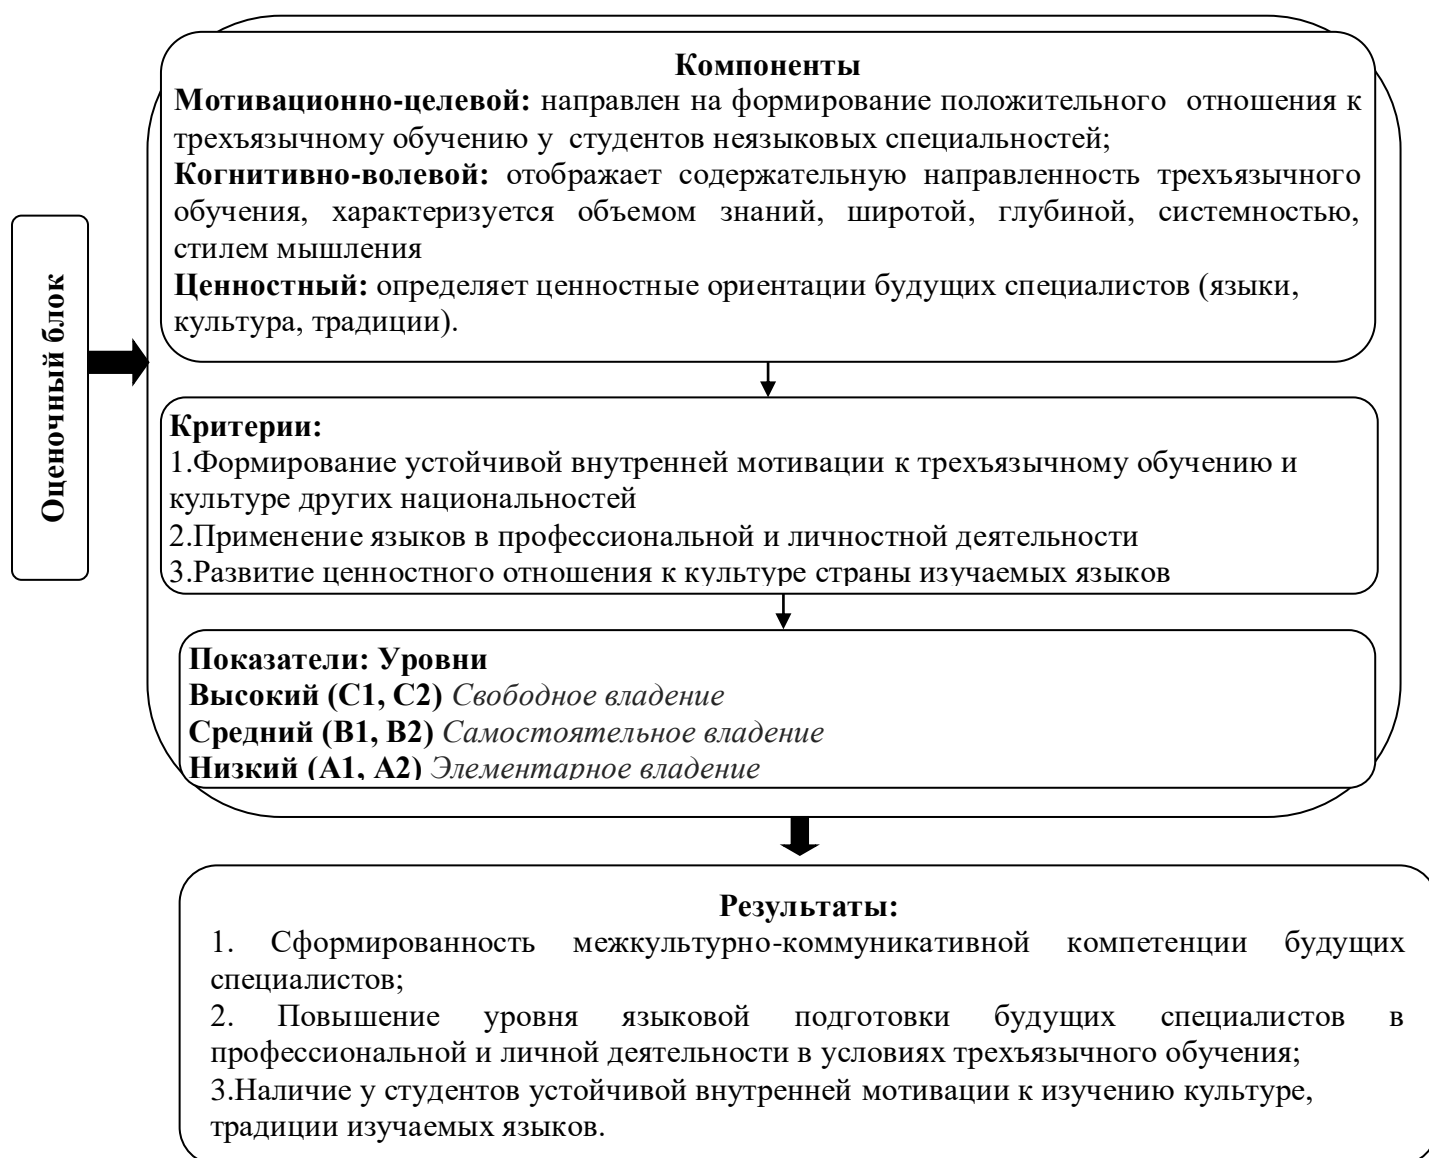 Оценочный блок
Компоненты
Мотивационно-целевой: направлен на формирование положительного отношения к
трехъязычному обучению у студентов неязыковых специальностей;
Когнитивно-волевой: отображает содержательную направленность трехъязычного
обучения, характеризуется объемом знаний, широтой, глубиной, системностью,
стилем мышления
Ценностный: определяет ценностные ориентации будущих специалистов (языки,
культура, традиции).
Критерии:
1.Формирование устойчивой внутренней мотивации к трехъязычному обучению и
культуре других национальностей
2.Применение языков в профессиональной и личностной деятельности
3.Развитие ценностного отношения к культуре страны изучаемых языков
Показатели: Уровни
Высокий (С1, С2) Свободное владение
Средний (В1, В2) Самостоятельное владение
Низкий (А1, А2) Элементарное владение
Результаты:
1. Сформированность межкультурно-коммуникативной компетенции будущих
специалистов;
2. Повышение уровня языковой подготовки будущих специалистов в
профессиональной и личной деятельности в условиях трехъязычного обучения;
3.Наличие у студентов устойчивой внутренней мотивации к изучению культуре,
традиции изучаемых языков.